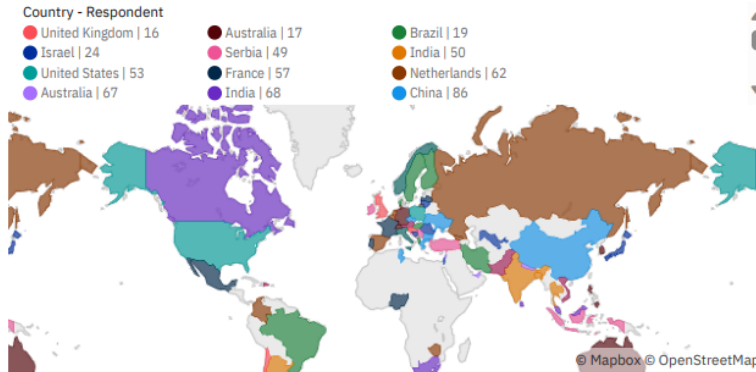 Country - Respondent
United Kingdom | 16
Australia | 17
Brazil | 19
Israel | 24
Serbia | 49
India | 50
United States | 53
France | 57
Netherlands | 62
Australia | 67
India | 68
China | 86
© Mapbox © OpenStreetMap